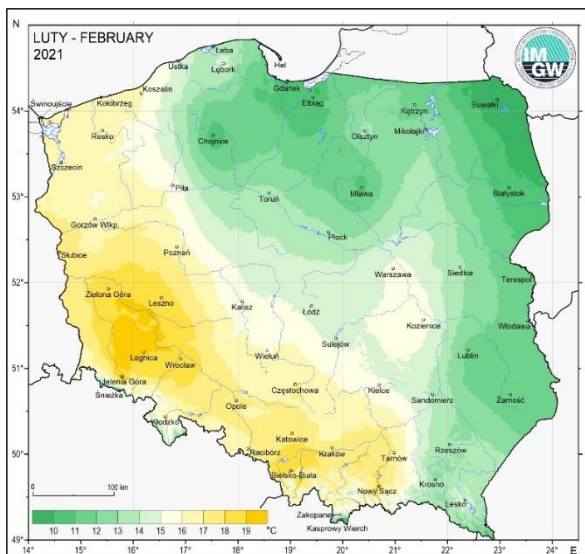 N
LUTY - FEBRUARY
2021
IM
GW
Łeba
Hel
Ustka
Lębork
Koszalin
Gdańsk
54°
Kołobrzeg
Elbląg
Kętrzyn
Suwałki
Świnoujście
Resko
Chojnice
Olsztyn
Mikołajki
Szczecin
53°
Piła
Toruń
Mława
Białystok
Gorzów Wlkp.
Płock
Słubice
Poznań
Warszawa
Siedlce
Terespol
52°
Zielona Góra
Leszno
Kalisz
Łódź
Kozienice
Włodawa
Legnica
Wrocław
Wieluń
Sulejów
Lublin
51°
Jelenia Góra
Śnieżka
Częstochowa
Kielce
Opole
Sandomierz
Zamość
Kłodzko
Katowice
Racibórz
Kraków
Tarnów
Rzeszów
50°
Bielsko-Biała
Nowy Sącz
Krosno
Lesko
0 100 km
Zakopane
Kasprowy Wierch
10 11 12 13 14 15 16 17 18 19 °C
49°
14° 15° 16° 17° 18° 19° 20° 21° 22° 23° 24° E